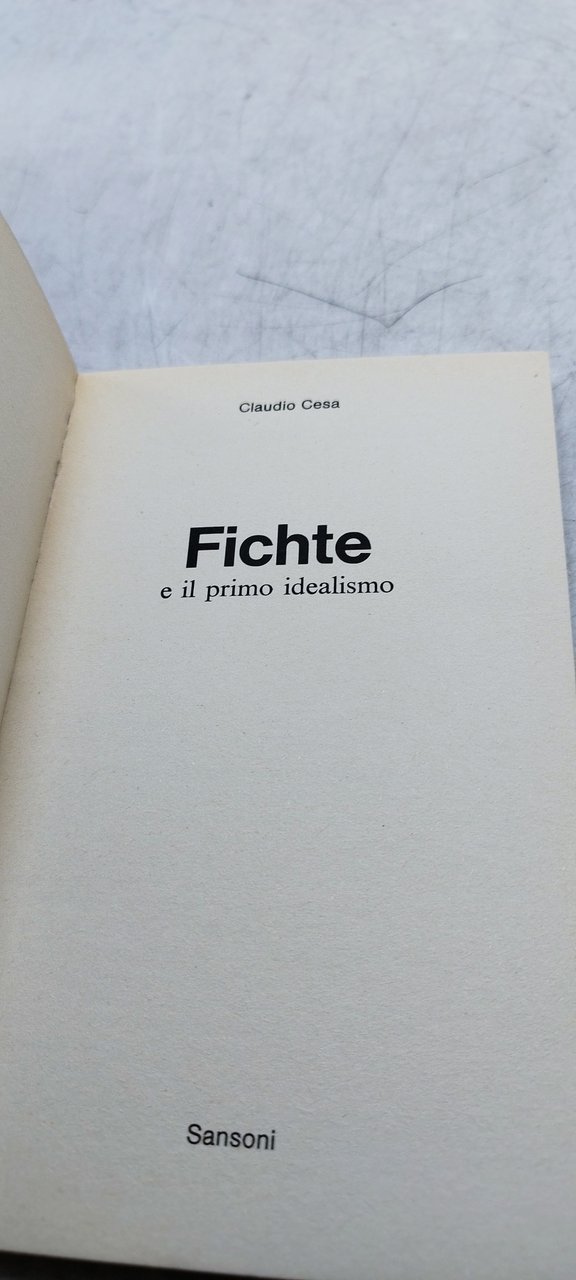 Claudio Cesa
Fichte
e il primo idealismo
Sansoni